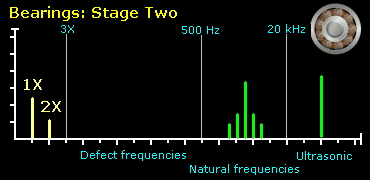 Bearings: Stage Two
3X
500 Hz
20 kHz
1X
2X
Defect frequencies
Natural frequencies
Ultrasonic